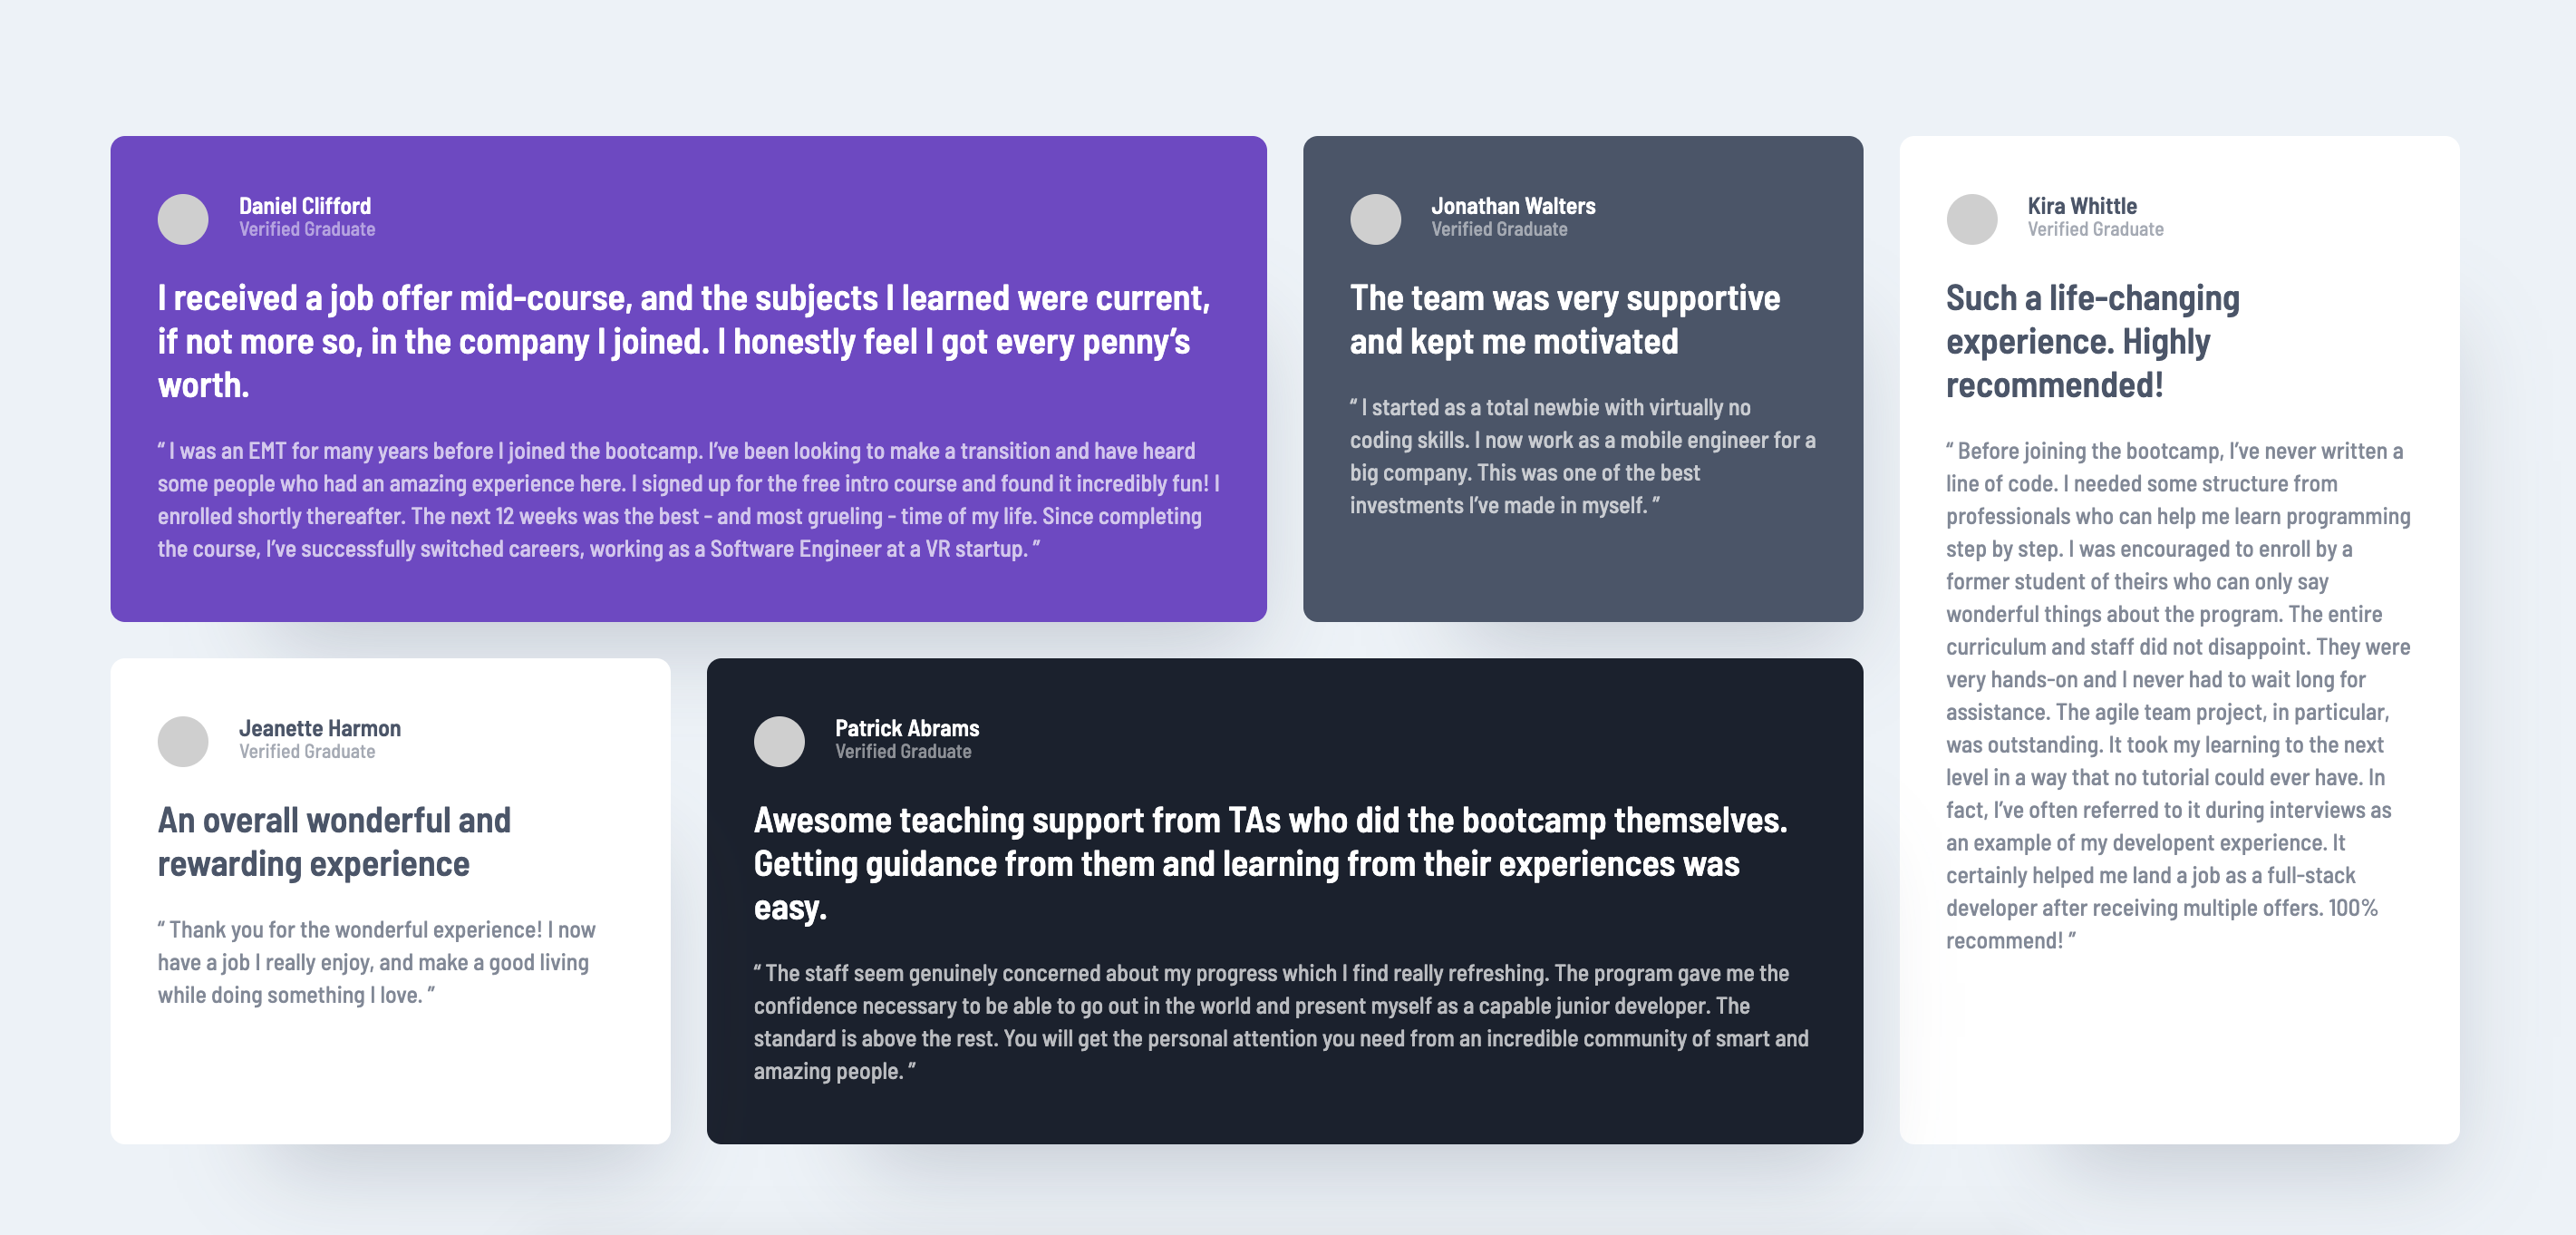 Daniel Clifford
Verified Graduate
I received a job offer mid-course, and the subjects I learned were current,
if not more so, in the company I joined. I honestly feel I got every penny’s
worth.
“ I was an EMT for many years before I joined the bootcamp. I’ve been looking to make a transition and have heard
some people who had an amazing experience here. I signed up for the free intro course and found it incredibly fun! I
enrolled shortly thereafter. The next 12 weeks was the best - and most grueling - time of my life. Since completing
the course, I’ve successfully switched careers, working as a Software Engineer at a VR startup. ”
Jonathan Walters
Verified Graduate
The team was very supportive
and kept me motivated
“ I started as a total newbie with virtually no
coding skills. I now work as a mobile engineer for a
big company. This was one of the best
investments I’ve made in myself. ”
Kira Whittle
Verified Graduate
Such a life-changing
experience. Highly
recommended!
“ Before joining the bootcamp, I’ve never written a
line of code. I needed some structure from
professionals who can help me learn programming
step by step. I was encouraged to enroll by a
former student of theirs who can only say
wonderful things about the program. The entire
curriculum and staff did not disappoint. They were
very hands-on and I never had to wait long for
assistance. The agile team project, in particular,
was outstanding. It took my learning to the next
level in a way that no tutorial could ever have. In
fact, I’ve often referred to it during interviews as
an example of my developent experience. It
certainly helped me land a job as a full-stack
developer after receiving multiple offers. 100%
recommend! ”
Jeanette Harmon
Verified Graduate
An overall wonderful and
rewarding experience
“ Thank you for the wonderful experience! I now
have a job I really enjoy, and make a good living
while doing something I love. ”
Patrick Abrams
Verified Graduate
Awesome teaching support from TAs who did the bootcamp themselves.
Getting guidance from them and learning from their experiences was
easy.
“ The staff seem genuinely concerned about my progress which I find really refreshing. The program gave me the
confidence necessary to be able to go out in the world and present myself as a capable junior developer. The
standard is above the rest. You will get the personal attention you need from an incredible community of smart and
amazing people. ”